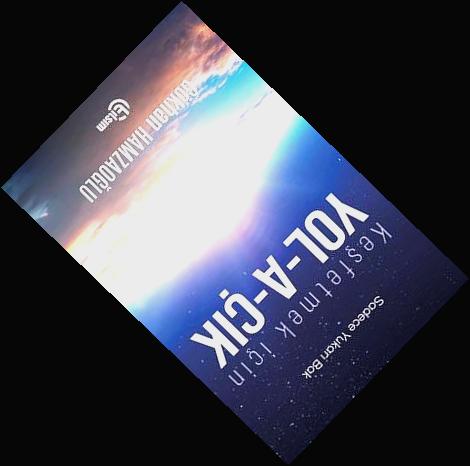 Sadece Yukarı Bak
keşfetmek için
YOL-A-ÇIK
Gökhan HAMZAOĞLU